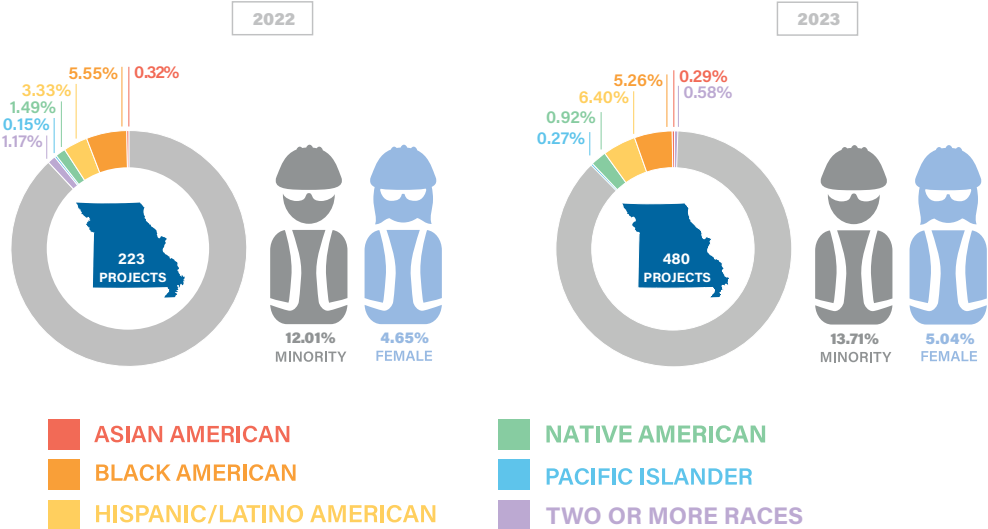 2022
5.55%
0.32%
3.33%
1.49%
0.15%
1.17%
223
PROJECTS
12.01%
MINORITY
4.65%
FEMALE
2023
5.26%
0.29%
0.58%
6.40%
0.92%
0.27%
480
PROJECTS
13.71%
MINORITY
5.04%
FEMALE
ASIAN AMERICAN
BLACK AMERICAN
HISPANIC/LATINO AMERICAN
NATIVE AMERICAN
PACIFIC ISLANDER
TWO OR MORE RACES